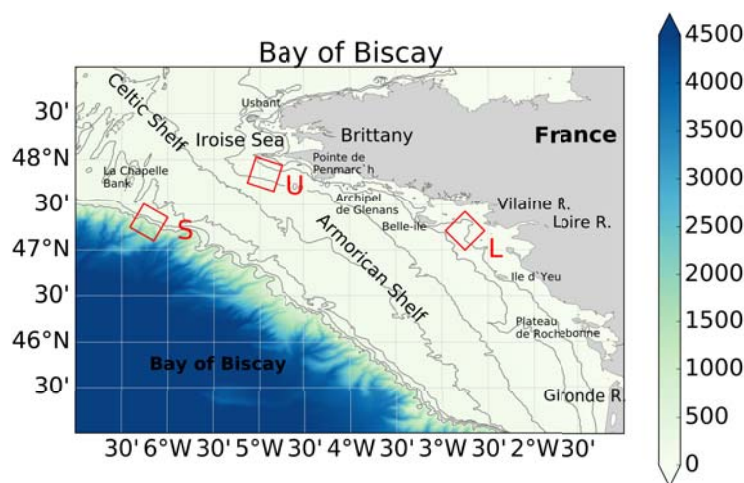 Bay of Biscay
4500
4000
3500
3000
2500
2000
1500
1000
500
0
30'
48°N
30'
47°N
30'
46°N
30'
Celtic Shelf
Ushant
Iroise Sea
Brittany
France
La Chapelle
Bank
Pointe de
Penmarc`h
U
Archipel
de Glenans
Vilaine R.
Loire R.
Belle-ile
S
L
Armorican Shelf
Ile d`Yeu
Plateau
de Rochebonne
Bay of Biscay
Gironde R.
30' 6°W 30' 5°W 30' 4°W 30' 3°W 30' 2°W 30'